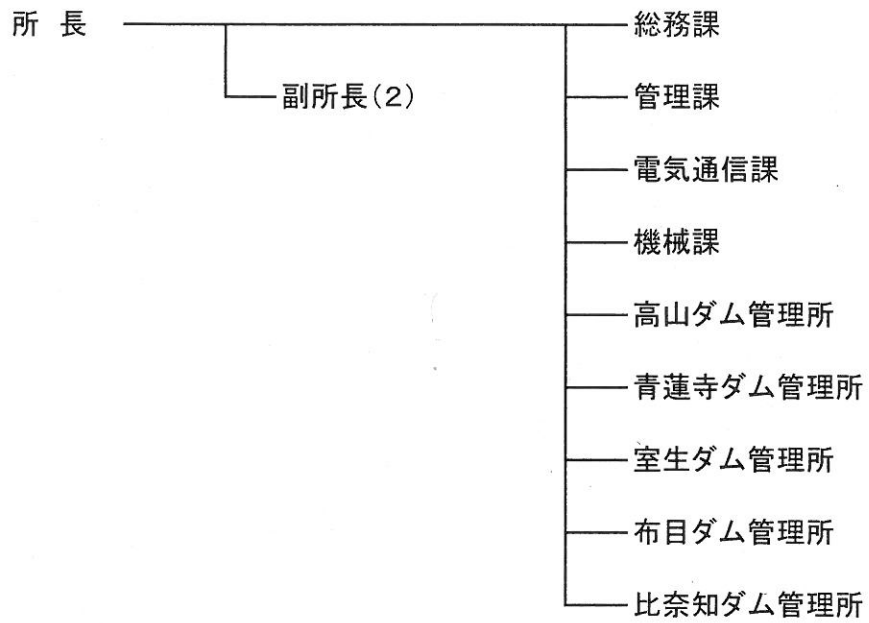 所 長
総務課
副所長(2)
管理課
電気通信課
機械課
高山ダム管理所
青蓮寺ダム管理所
室生ダム管理所
布目ダム管理所
比奈知ダム管理所